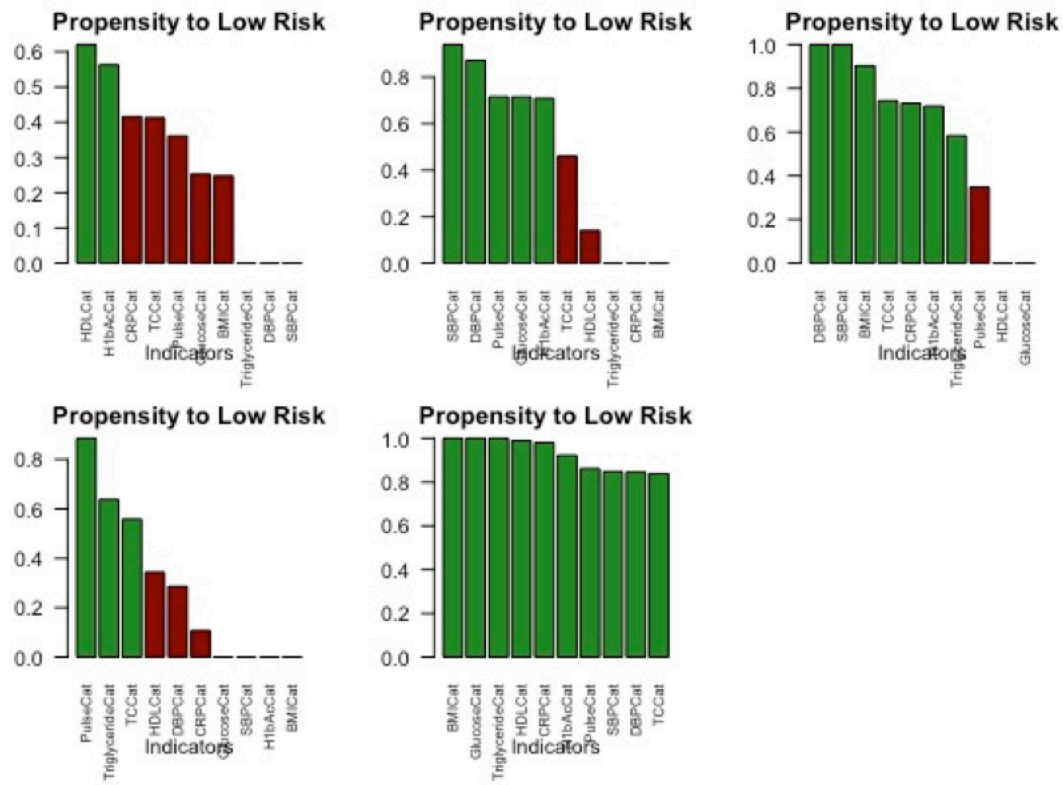 Propensity to Low Risk
0.6
0.5
0.4
0.3
0.2
0.1
0.0
HDLCat
H1bAcCat
CRPCat
TCCat
PulseCat
GlucoseCat
BMICat
TriglycerideCat
DBPCat
SBPCat
Indicators
Propensity to Low Risk
0.8
0.6
0.4
0.2
0.0
SBPCat
DBPCat
PulseCat
GlucoseCat
H1bAcCat
TCCat
HDLCat
TriglycerideCat
CRPCat
BMICat
Indicators
Propensity to Low Risk
1.0
0.8
0.6
0.4
0.2
0.0
DBPCat
SBPCat
BMICat
TCCat
CRPCat
H1bAcCat
TriglycerideCat
PulseCat
HDLCat
GlucoseCat
Indicators
Propensity to Low Risk
0.8
0.6
0.4
0.2
0.0
PulseCat
TriglycerideCat
TCCat
HDLCat
DBPCat
CRPCat
GlucoseCat
SBPCat
H1bAcCat
BMICat
Indicators
Propensity to Low Risk
1.0
0.8
0.6
0.4
0.2
0.0
BMICat
GlucoseCat
TriglycerideCat
HDLCat
CRPCat
H1bAcCat
PulseCat
SBPCat
DBPCat
TCCat
Indicators